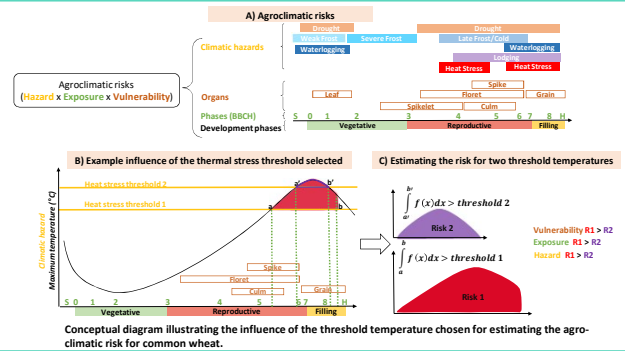 A) Agroclimatic risks
Drought
Drought
Weak Frost
Severe Frost
Late Frost/Cold
Climatic hazards
Waterlogging
Waterlogging
Lodging
Heat Stress
Heat Stress
Agroclimatic risks
(Hazard x Exposure x Vulnerability)
Spike
Organs
Leaf
Floret
Grain
Spikelet
Culm
Phases (BBCH)
S 0 1 2 3 4 5 6 7 8 H
Development phases
Vegetative
Reproductive
Filling
B) Example influence of the thermal stress threshold selected
C) Estimating the risk for two threshold temperatures
Heat stress threshold 2
a' b'
Heat stress threshold 1
a b
Climatic hazard
Maximum temperature (°C)
Spike
Floret
Culm
Grain
S 0 1 2 3 4 5 6 7 8 H
Vegetative
Reproductive
Filling
b'
∫ f(x)dx > threshold 2
a'
Risk 2
b
∫ f(x)dx > threshold 1
a
Risk 1
Vulnerability R1 > R2
Exposure R1 > R2
Hazard R1 > R2
Conceptual diagram illustrating the influence of the threshold temperature chosen for estimating the agro-
climatic risk for common wheat.